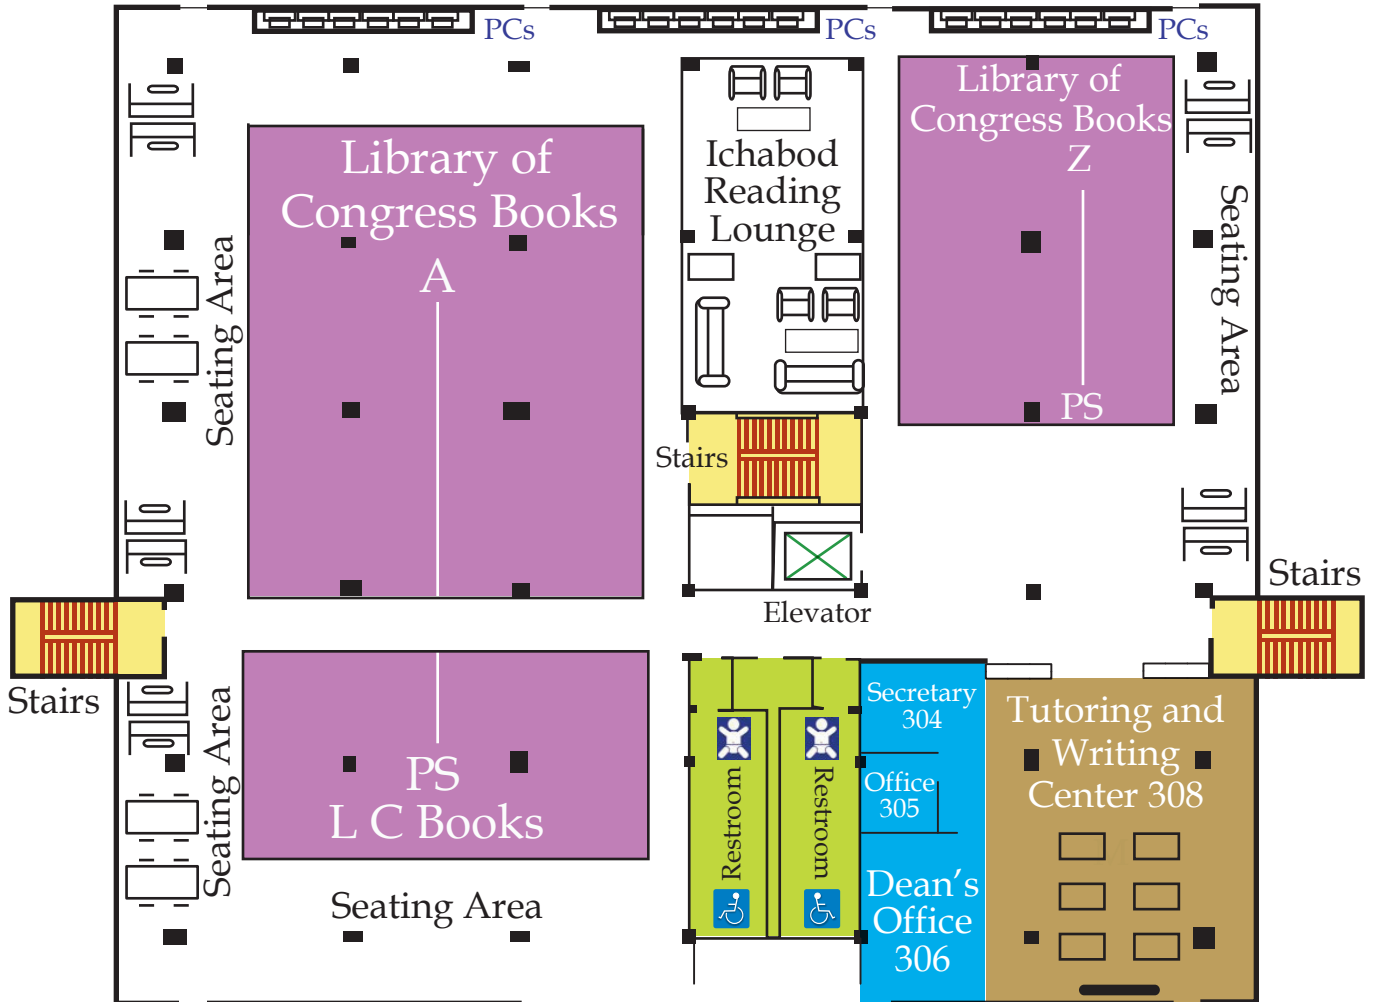 PCs
PCs
PCs
Library of
Congress Books
A
PS
L C Books
Ichabod
Reading
Lounge
Library of
Congress Books
Z
PS
Seating Area
Seating Area
Seating Area
Seating Area
Stairs
Elevator
Stairs
Stairs
Restroom
Restroom
Secretary
304
Office
305
Dean's
Office
306
Tutoring and
Writing
Center 308